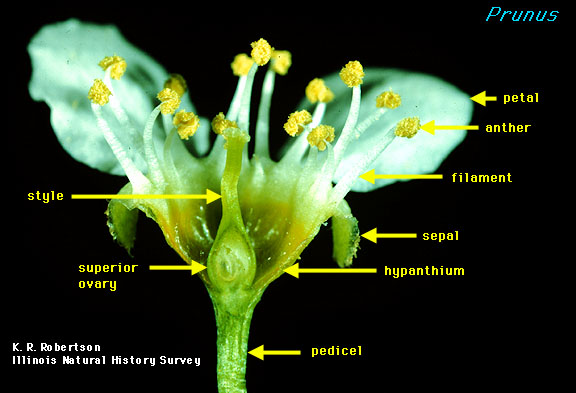 Prunus
petal
anther
filament
style
sepal
superior
ovary
hypanthium
K. R. Robertson
Illinois Natural History Survey
pedicel